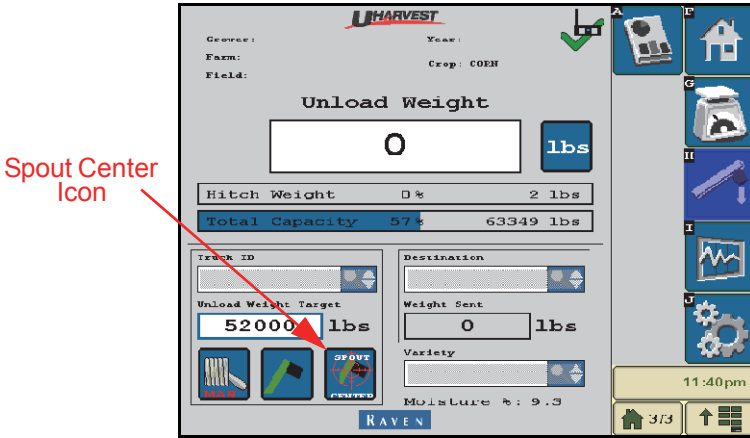 Spout Center
Icon
UHARVEST
Grower:
Year:
Farm:
Crop: CORN
Field:
Unload Weight
0
lbs
Hitch Weight 0% 2 lbs
Total Capacity 57% 63349 lbs
Truck ID
Destination
Unload Weight Target
Weight Sent
52000 lbs
0 lbs
MAN
SPOUT
CENTER
Variety
Moisture %: 9.3
RAVEN
A
F
G
H
I
J
11:40pm
3/3